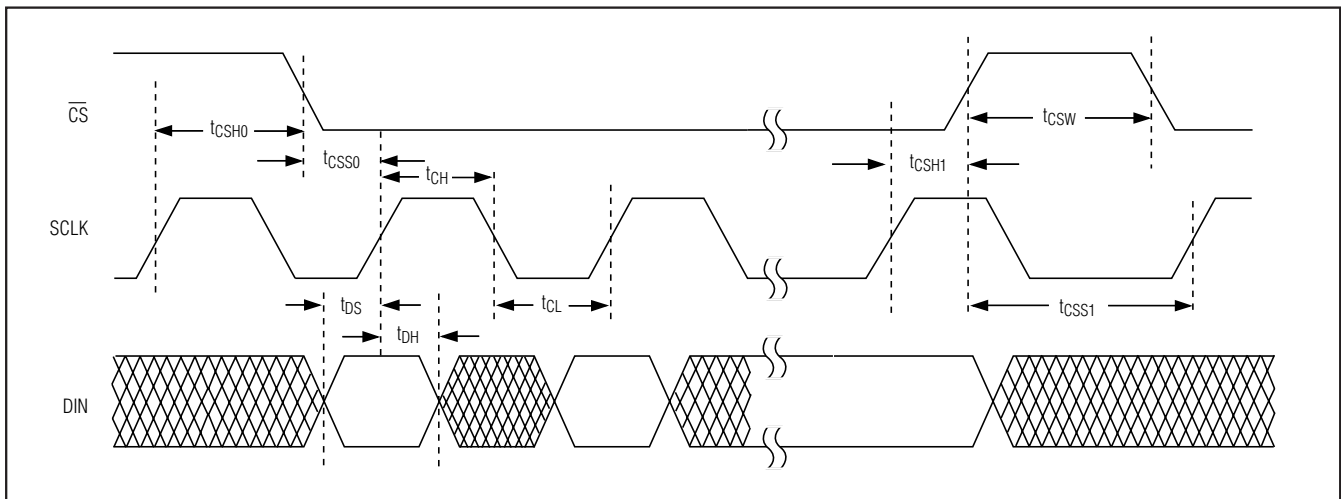 CS
tCSH0
tCSW
tCSS0
tCH
tCSH1
SCLK
tDS
tCL
tCSS1
tDH
DIN